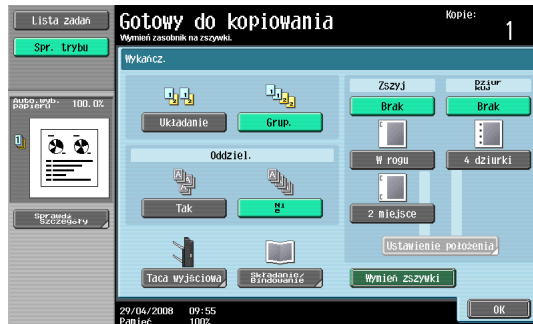 Lista zadań
Spr. trybu
Gotowy do kopiowania
Wymień zasobnik na zszywki.
Kopie:
1
Wykańcz.
Auto.wyb. papieru
100.0%
Układanie
Grup.
Oddziel.
Tak
Nie
Zszyj
Brak
W rogu
2 miejsce
Dziurkuj
Brak
4 dziurki
Sprawdź Szczegóły
Ustawienie położenia
Taca wyjściowa
Składanie/ Bindowanie
Wymień zszywki
OK
29/04/2008 09:55
Pamięć 100%